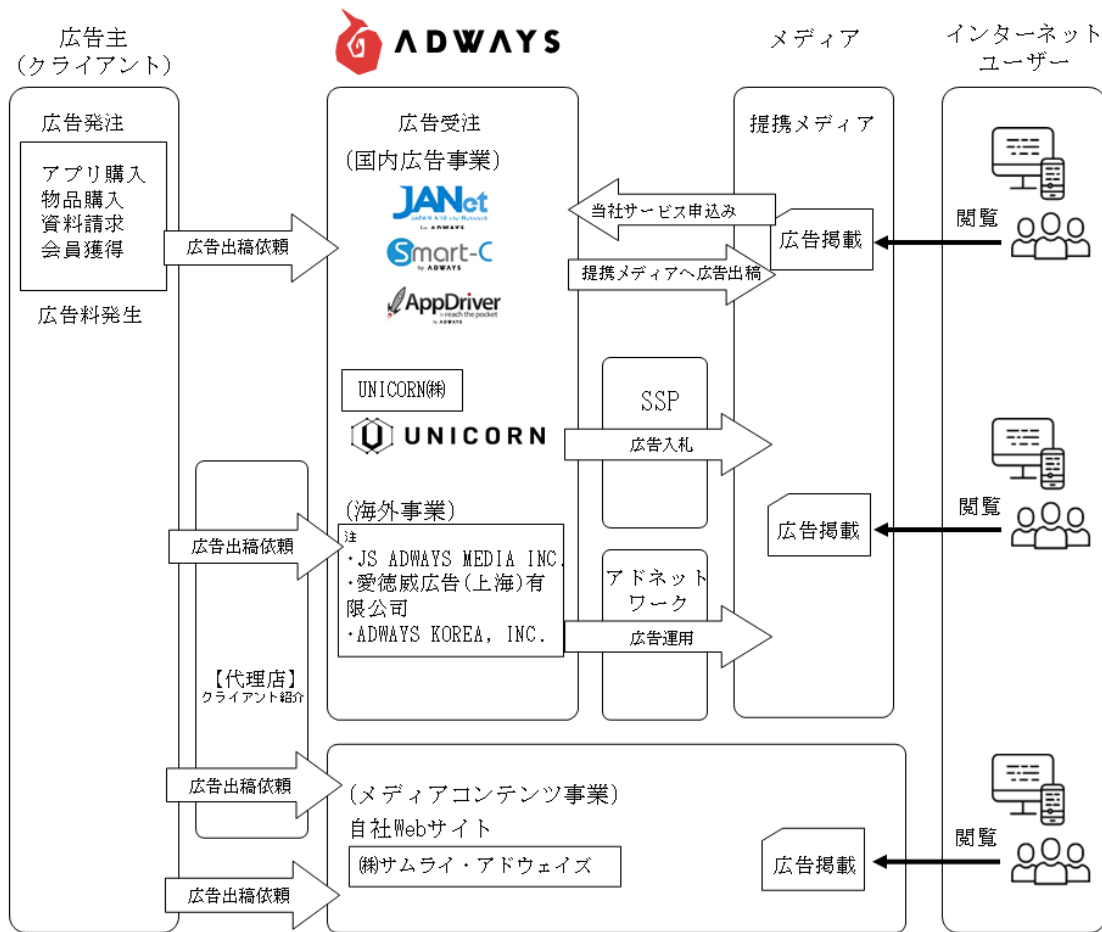 広告主
(クライアント)
ADWAYS
メディア
インターネット
ユーザー
広告発注
アプリ購入
物品購入
資料請求
会員獲得
広告料発生
広告出稿依頼
広告受注
(国内広告事業)
JANet
by ADWAYS
Smart-C
by ADWAYS
AppDriver
reach the pocket
by ADWAYS
当社サービス申込み
提携メディアへ広告出稿
提携メディア
広告掲載
閲覧
UNICORN㈱
UNICORN
SSP
広告入札
広告出稿依頼
(海外事業)
注
・JS ADWAYS MEDIA INC.
・愛徳威広告(上海)有
限公司
・ADWAYS KOREA, INC.
アドネット
ワーク
広告運用
広告掲載
閲覧
【代理店】
クライアント紹介
広告出稿依頼
広告出稿依頼
(メディアコンテンツ事業)
自社Webサイト
㈱サムライ・アドウェイズ
広告掲載
閲覧